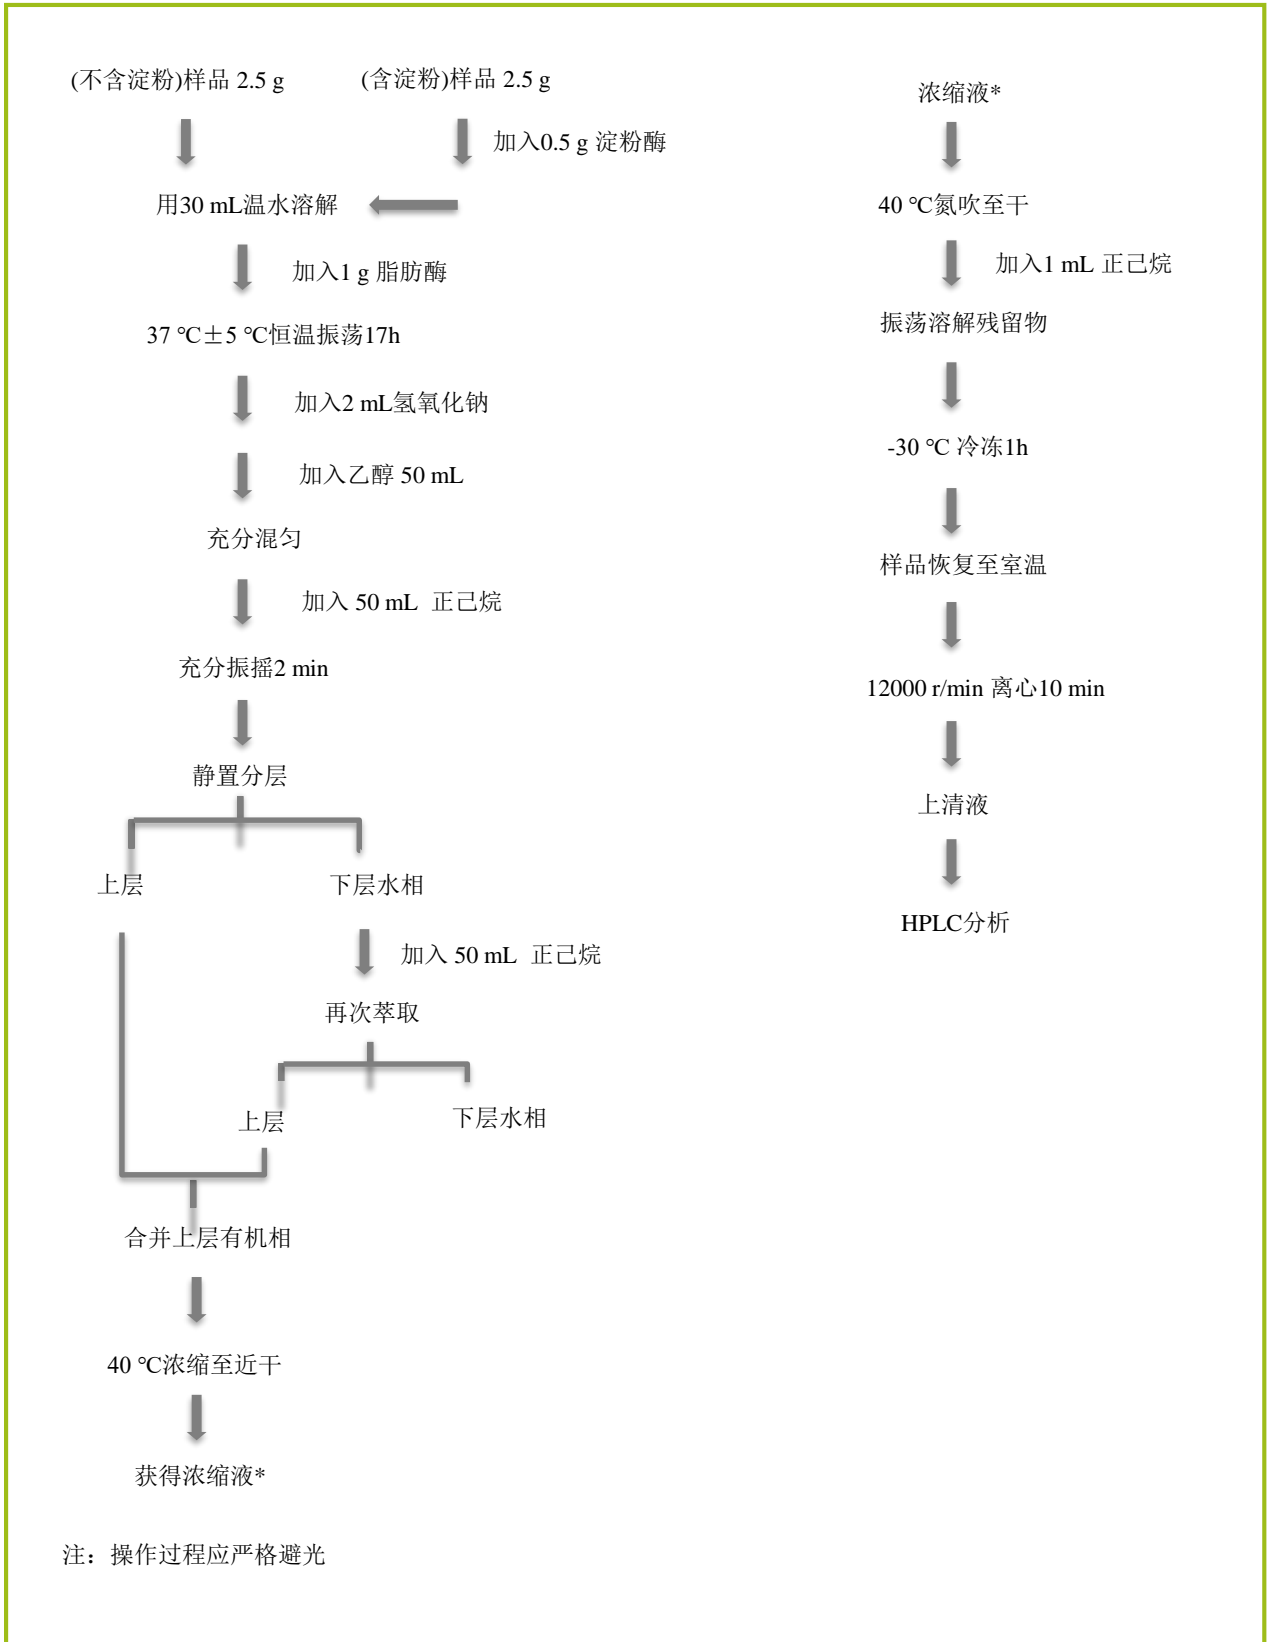 (不含淀粉)样品 2.5 g
(含淀粉)样品 2.5 g
加入0.5 g 淀粉酶
用30 mL温水溶解
加入1 g 脂肪酶
37 ℃±5 ℃恒温振荡17h
加入2 mL氢氧化钠
加入乙醇 50 mL
充分混匀
加入 50 mL 正己烷
充分振摇2 min
静置分层
上层
下层水相
加入 50 mL 正己烷
再次萃取
上层
下层水相
合并上层有机相
40 ℃浓缩至近干
获得浓缩液*
浓缩液*
40 ℃氮吹至干
加入1 mL 正己烷
振荡溶解残留物
-30 ℃ 冷冻1h
样品恢复至室温
12000 r/min 离心10 min
上清液
HPLC分析
注：操作过程应严格避光